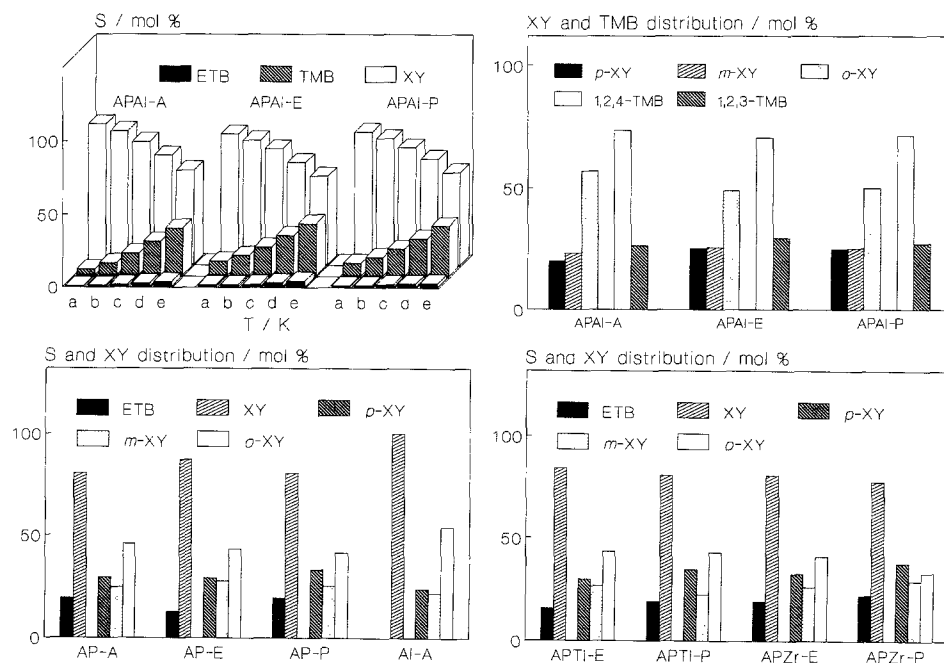 S / mol %
ETB TMB XY
APAl-A APAl-E APAl-P
100
50
0
a b c d e a b c d e a b c d e
T / K
XY and TMB distribution / mol %
100
p-XY m-XY o-XY
1,2,4-TMB 1,2,3-TMB
50
0
APAl-A APAl-E APAl-P
S and XY distribution / mol %
ETB XY p-XY
m-XY o-XY
100
50
0
AP-A AP-E AP-P Al-A
S and XY distribution / mol %
ETB XY p-XY
m-XY o-XY
100
50
0
APTi-E APTi-P APZr-E APZr-P